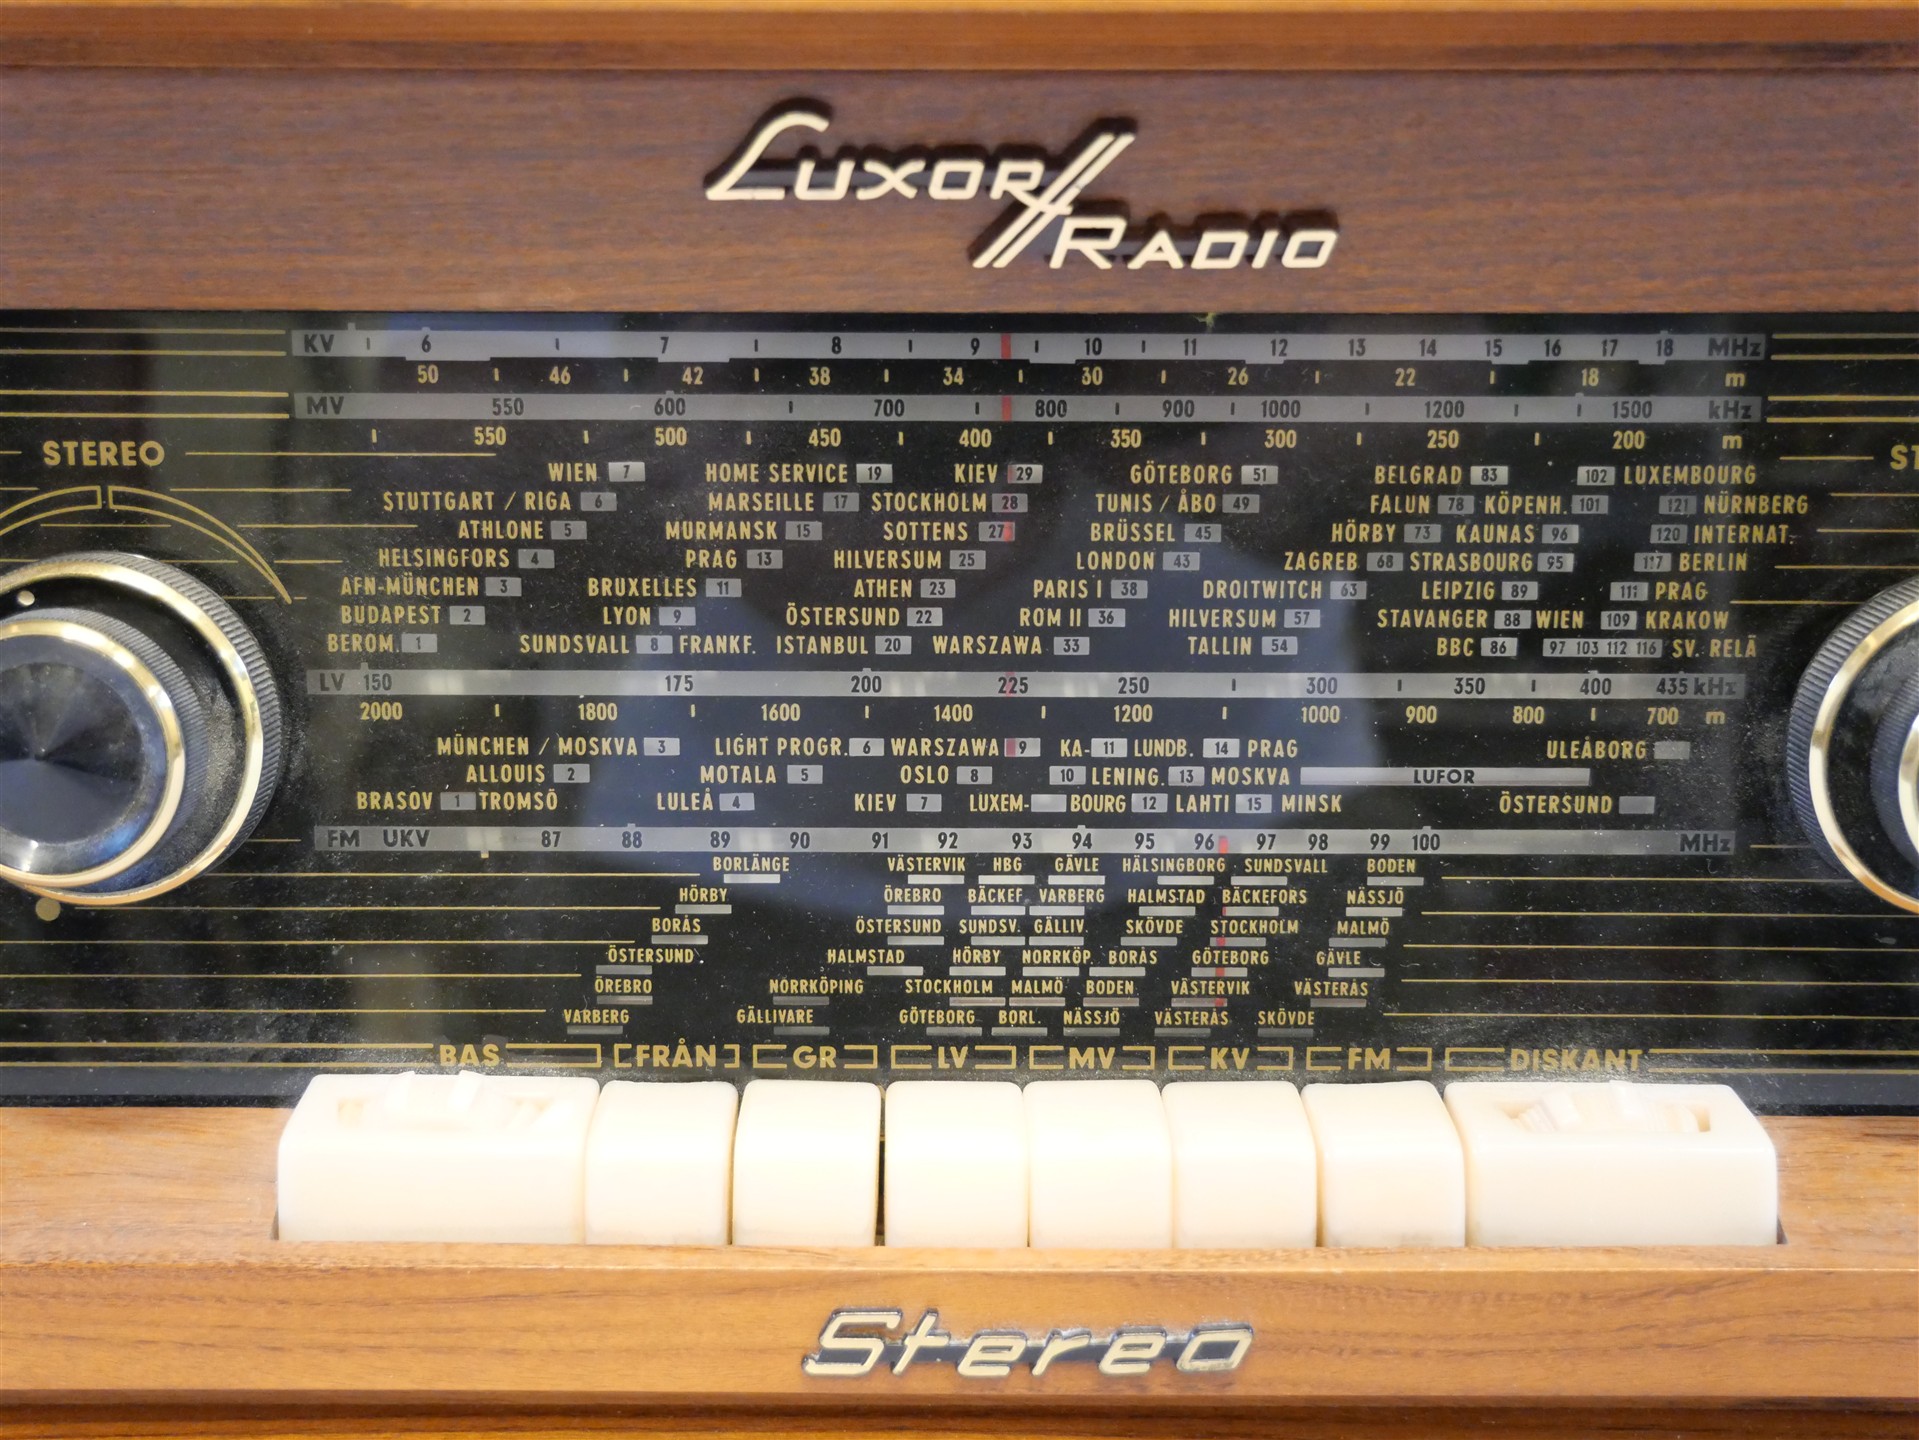 LUXOR
RADIO
KV 6 7 8 9 10 11 12 13 14 15 16 17 18 MHz
50 46 42 38 34 30 26 22 18 m
MV 550 600 700 800 900 1000 1200 1500 kHz
550 500 450 400 350 300 250 200 m
STEREO
ST
WIEN 7 HOME SERVICE 19 KIEV 29 GÖTEBORG 51 BELGRAD 83 102 LUXEMBOURG
STUTTGART / RIGA 6 MARSEILLE 17 STOCKHOLM 28 TUNIS / ÅBO 49 FALUN 78 KÖPENH. 101 121 NÜRNBERG
ATHLONE 5 MURMANSK 15 SOTTENS 27 BRÜSSEL 45 HÖRBY 73 KAUNAS 96 120 INTERNAT.
HELSINGFORS 4 PRAG 13 HILVERSUM 25 LONDON 43 ZAGREB 68 STRASBOURG 95 117 BERLIN
AFN-MÜNCHEN 3 BRUXELLES 11 ATHEN 23 PARIS I 38 DROITWITCH 63 LEIPZIG 89 111 PRAG
BUDAPEST 2 LYON 9 ÖSTERSUND 22 ROM II 36 HILVERSUM 57 STAVANGER 88 WIEN 109 KRAKOW
BEROM. 1 SUNDSVALL 8 FRANKF. ISTANBUL 20 WARSZAWA 33 TALLIN 54 BBC 86 97 103 112 116 SV. RELÄ
LV 150 175 200 225 250 300 350 400 435 kHz
2000 1800 1600 1400 1200 1000 900 800 700 m
MÜNCHEN / MOSKVA 3 LIGHT PROGR. 6 WARSZAWA 9 KA- 11 LUNDB. 14 PRAG ULEÅBORG
ALLOUIS 2 MOTALA 5 OSLO 8 10 LENING. 13 MOSKVA LUFOR
BRASOV 1 TROMSÖ LULEÅ 4 KIEV 7 LUXEM- BOURG 12 LAHTI 15 MINSK ÖSTERSUND
FM UKV 87 88 89 90 91 92 93 94 95 96 97 98 99 100 MHz
BORLÄNGE VÄSTERVIK HBG GÄVLE HÄLSINGBORG SUNDSVALL BODEN
HÖRBY ÖREBRO BÄCKEF. VARBERG HALMSTAD BÄCKEFORS NÄSSJÖ
BORÅS ÖSTERSUND SUNDSV. GÄLLIV. SKÖVDE STOCKHOLM MALMÖ
ÖSTERSUND HALMSTAD HÖRBY NORRKÖP. BORÅS GÖTEBORG GÄVLE
ÖREBRO NORRKÖPING STOCKHOLM MALMÖ BODEN VÄSTERVIK VÄSTERÅS
VARBERG GÄLLIVARE GÖTEBORG BORL. NÄSSJÖ VÄSTERÅS SKÖVDE
BAS FRÅN GR LV MV KV FM DISKANT
Stereo